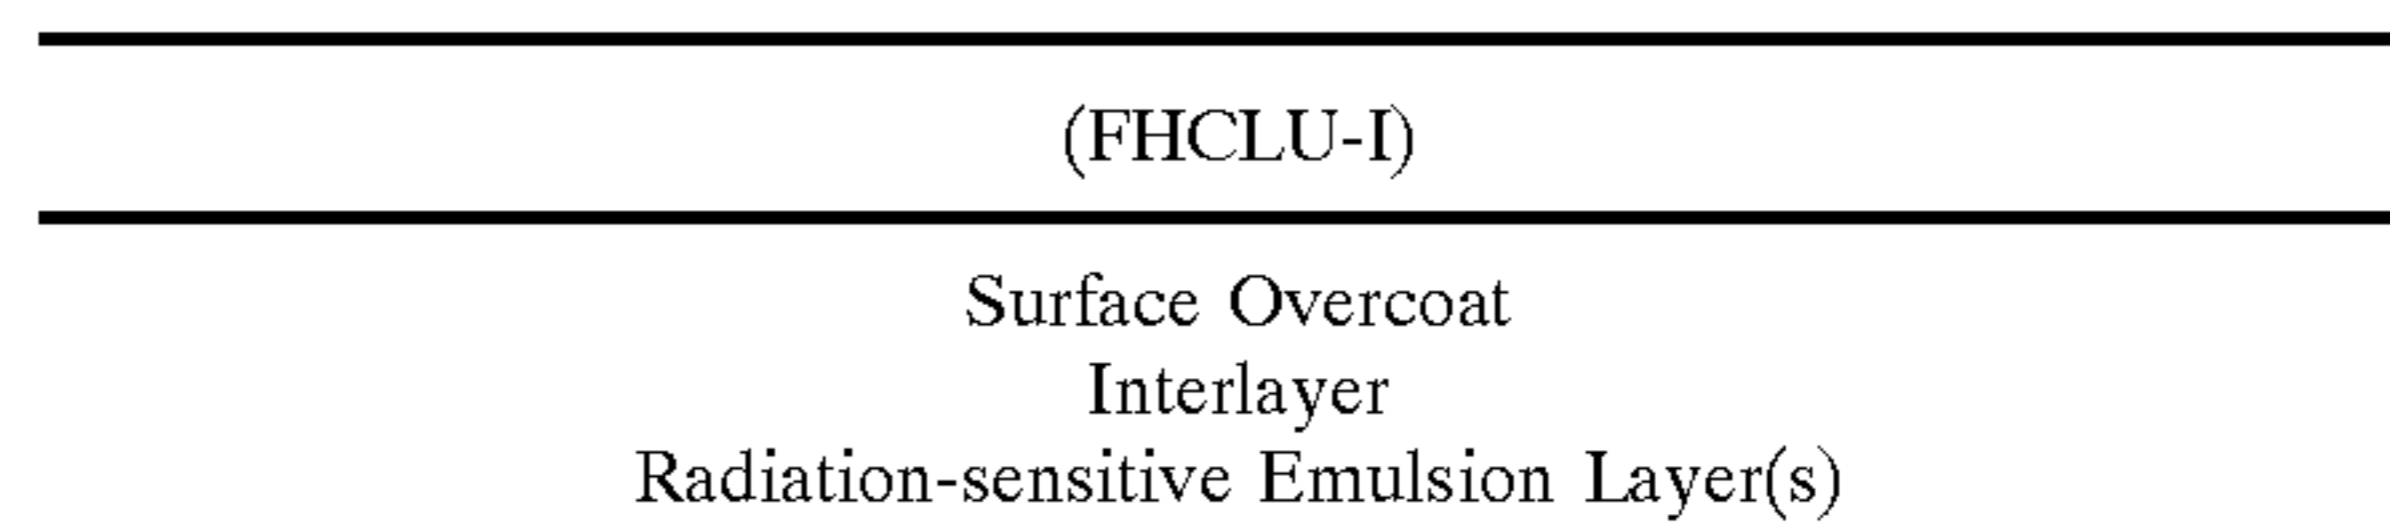 (FHCLU-I)
Surface Overcoat
Interlayer
Radiation-sensitive Emulsion Layer(s)